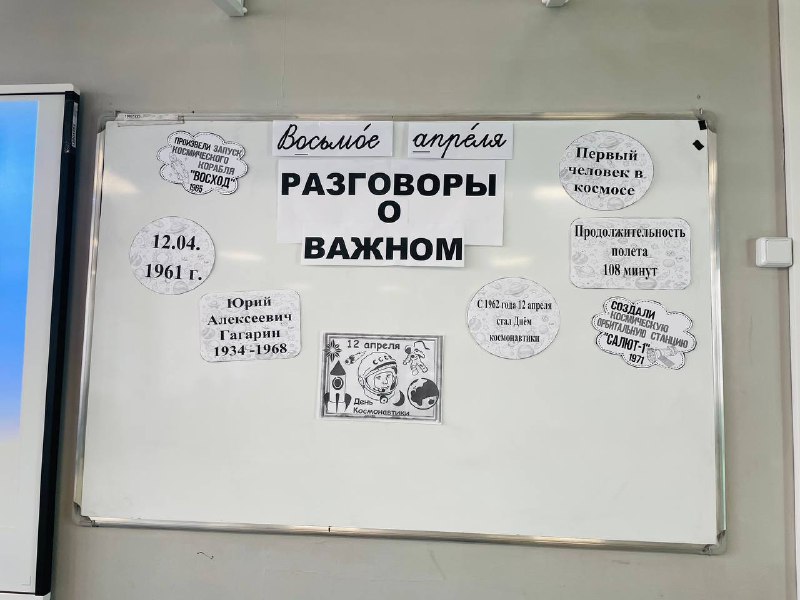 Восьмое апреля
РАЗГОВОРЫ
О
ВАЖНОМ
ПРОИЗВЕЛИ ЗАПУСК
КОСМИЧЕСКОГО
КОРАБЛЯ
"ВОСХОД"
12.04.
1961 г.
Юрий
Алексеевич
Гагарин
1934 -1968
12 апреля
СССР
День
Космонавтики
С 1962 года 12 апреля
стал Днём
космонавтики
Первый
человек в
космосе
Продолжительность
полёта
108 минут
СОЗДАЛИ
КОСМИЧЕСКУЮ
ОРБИТАЛЬНУЮ СТАНЦИЮ
"САЛЮТ-1"
1971